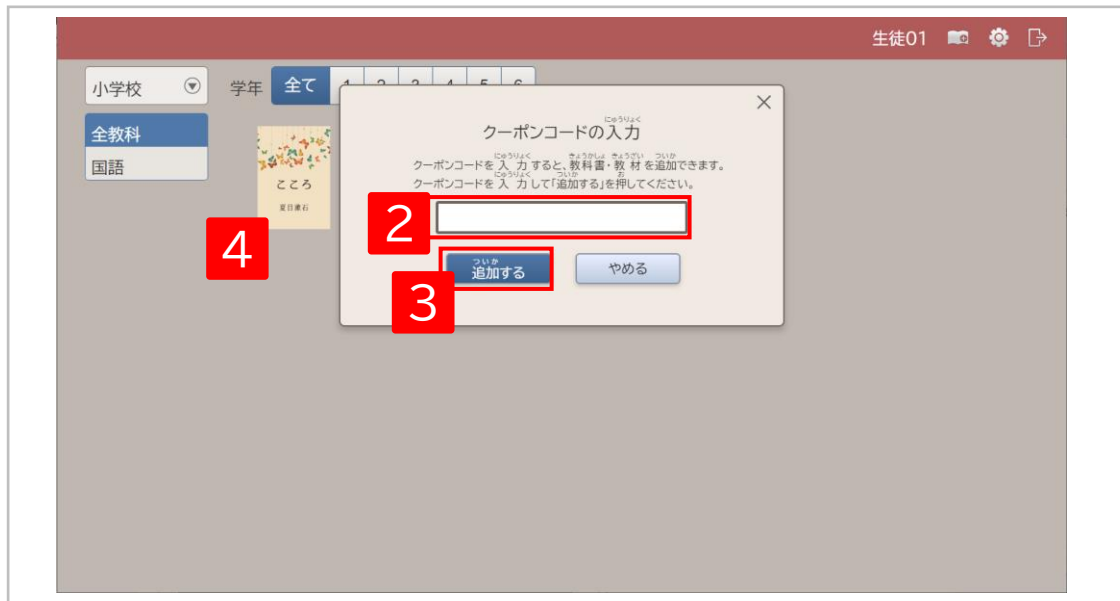 生徒01
小学校
学年 全て 1 2 3 4 5 6
全教科
国語
こころ
夏目漱石
4
クーポンコードの入力
にゅうりょく
にゅうりょく きょうかしょ きょうざい ついか
クーポンコードを入力すると、教科書・教材を追加できます。
にゅうりょく ついか お
クーポンコードを入力して「追加する」を押してください。
2
ついか
追加する
やめる
3